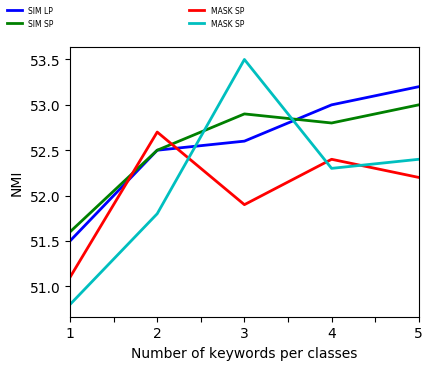 SIM LP
SIM SP
MASK SP
MASK SP
53.5
53.0
52.5
52.0
51.5
51.0
NMI
1 2 3 4 5
Number of keywords per classes